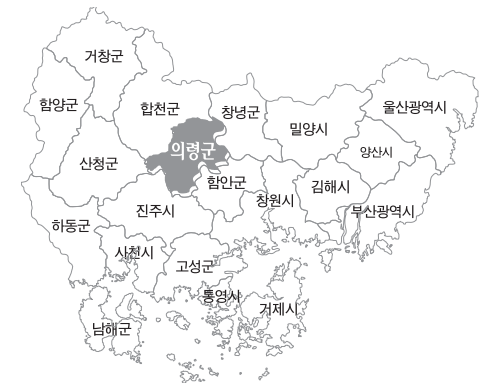 거창군
함양군
합천군
창녕군
울산광역시
밀양시
양산시
의령군
산청군
함안군
김해시
창원시
진주시
부산광역시
하동군
사천시
고성군
통영시
거제시
남해군